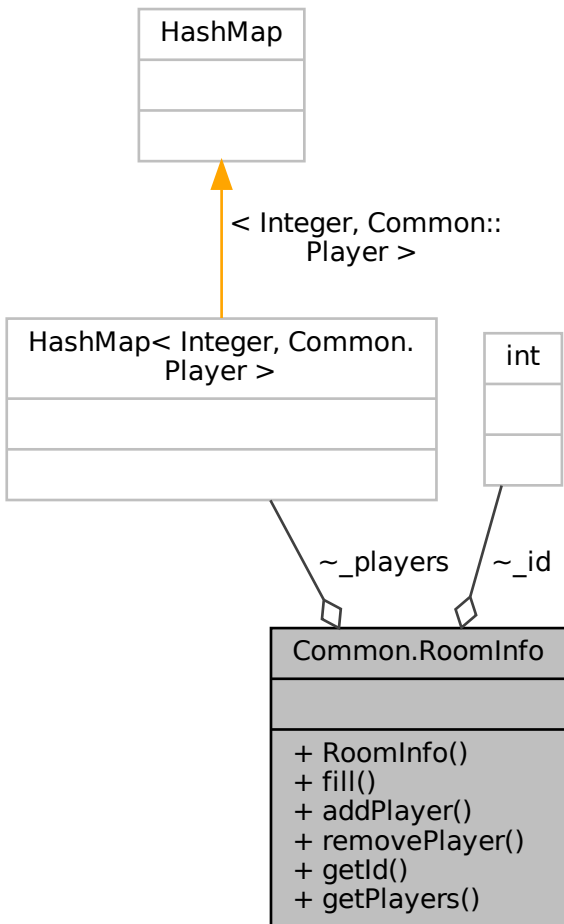 HashMap
< Integer, Common::
Player >
HashMap< Integer, Common.
Player >
int
~_players
~_id
Common.RoomInfo
+ RoomInfo()
+ fill()
+ addPlayer()
+ removePlayer()
+ getId()
+ getPlayers()